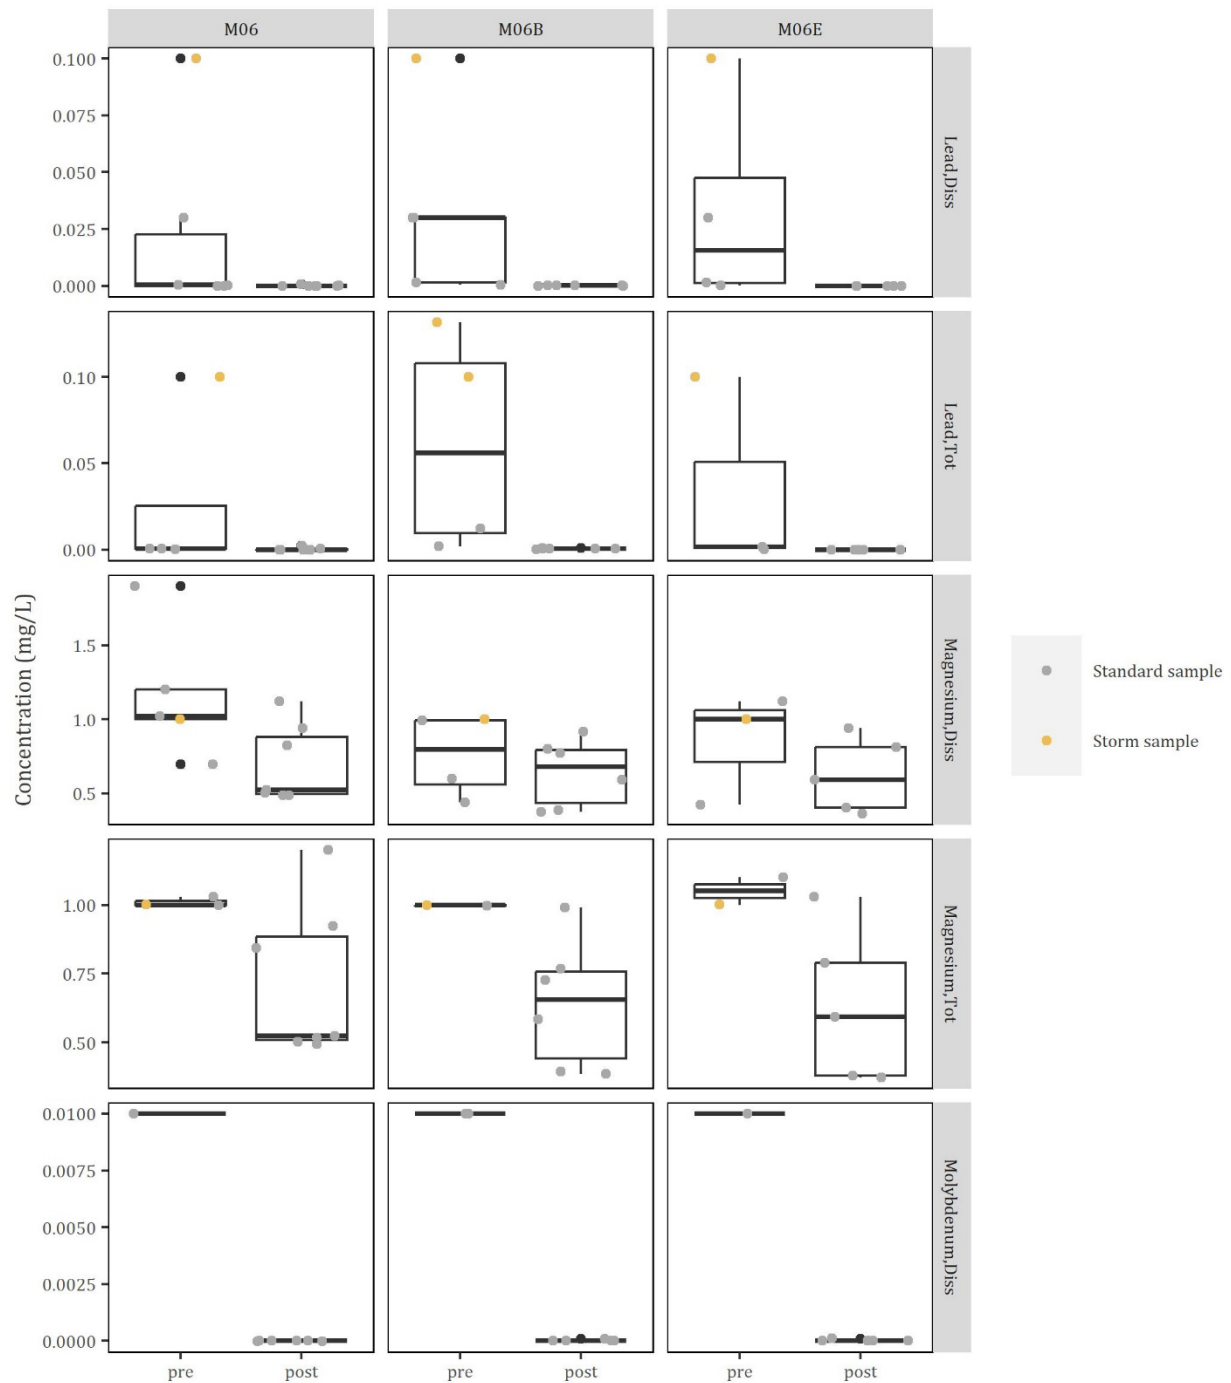 M06 M06B M06E
0.100
0.075
0.050
0.025
0.000
Lead,Diss
0.10
0.05
0.00
Lead,Tot
Concentration (mg/L)
1.5
1.0
0.5
Magnesium,Diss
Standard sample
Storm sample
1.00
0.75
0.50
Magnesium,Tot
0.0100
0.0075
0.0050
0.0025
0.0000
Molybdenum,Diss
pre post pre post pre post